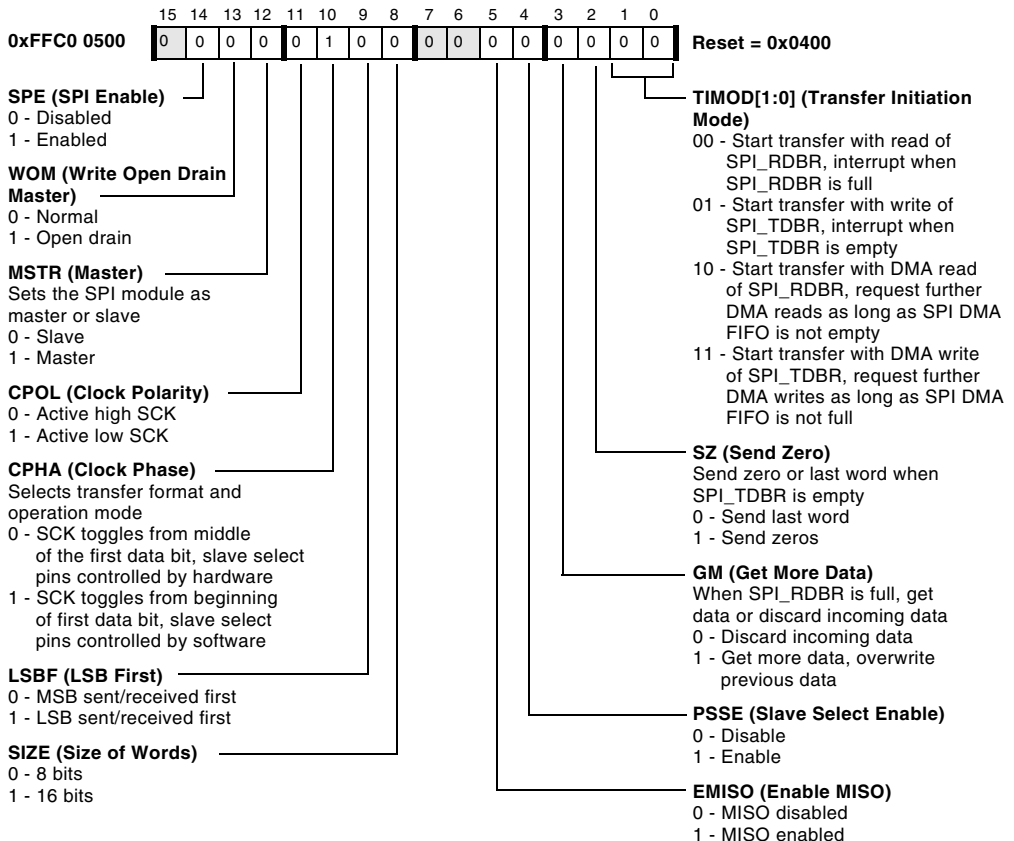 15 14 13 12 11 10 9 8 7 6 5 4 3 2 1 0
0xFFC0 0500 0 0 0 0 0 1 0 0 0 0 0 0 0 0 0 0 Reset = 0x0400
SPE (SPI Enable)
0 - Disabled
1 - Enabled
WOM (Write Open Drain
Master)
0 - Normal
1 - Open drain
MSTR (Master)
Sets the SPI module as
master or slave
0 - Slave
1 - Master
CPOL (Clock Polarity)
0 - Active high SCK
1 - Active low SCK
CPHA (Clock Phase)
Selects transfer format and
operation mode
0 - SCK toggles from middle
of the first data bit, slave select
pins controlled by hardware
1 - SCK toggles from beginning
of first data bit, slave select
pins controlled by software
LSBF (LSB First)
0 - MSB sent/received first
1 - LSB sent/received first
SIZE (Size of Words)
0 - 8 bits
1 - 16 bits
TIMOD[1:0] (Transfer Initiation
Mode)
00 - Start transfer with read of
SPI_RDBR, interrupt when
SPI_RDBR is full
01 - Start transfer with write of
SPI_TDBR, interrupt when
SPI_TDBR is empty
10 - Start transfer with DMA read
of SPI_RDBR, request further
DMA reads as long as SPI DMA
FIFO is not empty
11 - Start transfer with DMA write
of SPI_TDBR, request further
DMA writes as long as SPI DMA
FIFO is not full
SZ (Send Zero)
Send zero or last word when
SPI_TDBR is empty
0 - Send last word
1 - Send zeros
GM (Get More Data)
When SPI_RDBR is full, get
data or discard incoming data
0 - Discard incoming data
1 - Get more data, overwrite
previous data
PSSE (Slave Select Enable)
0 - Disable
1 - Enable
EMISO (Enable MISO)
0 - MISO disabled
1 - MISO enabled